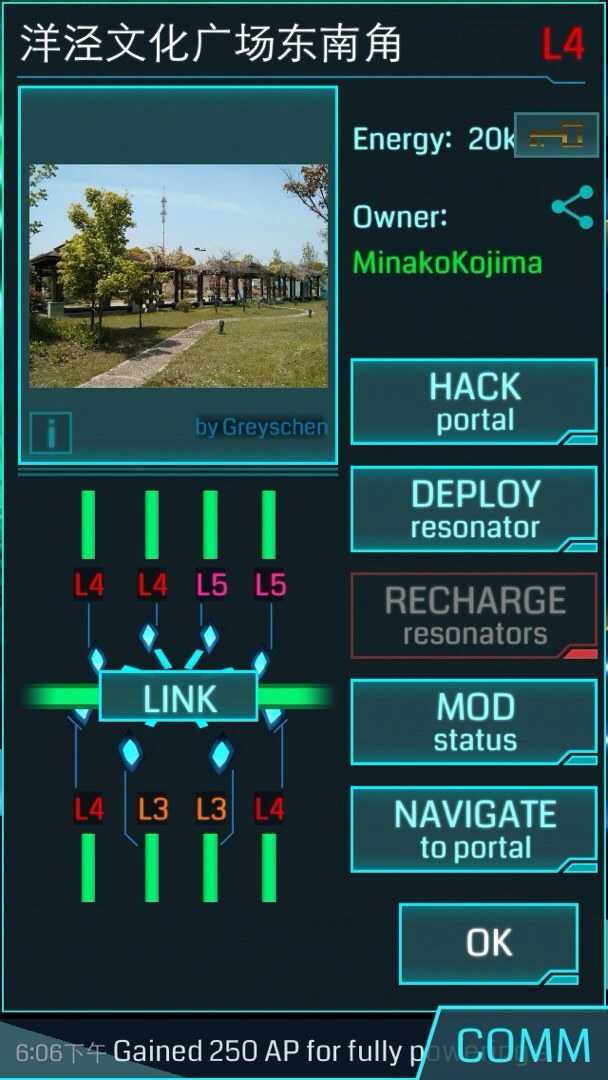 洋泾文化广场东南角
L4
Energy: 20k
Owner:
MinakoKojima
by Greyschen
HACK
portal
DEPLOY
resonator
RECHARGE
resonators
MOD
status
NAVIGATE
to portal
L4 L4 L5 L5
LINK
L4 L3 L3 L4
OK
6:06下午 Gained 250 AP for fully
COMM